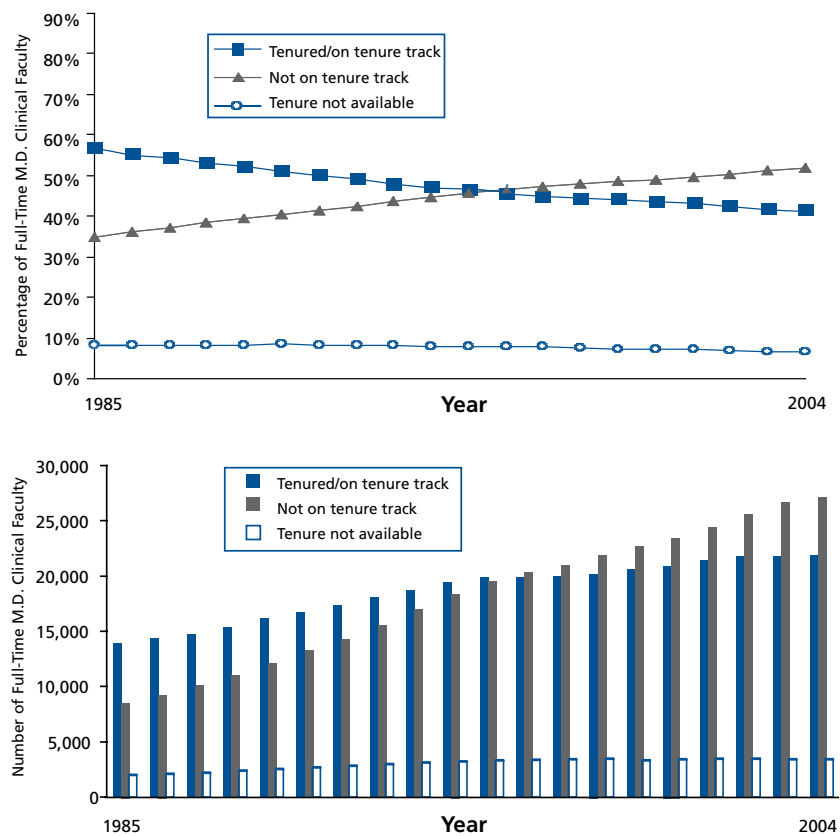 90%
80%
70%
60%
50%
40%
30%
20%
10%
0%
Percentage of Full-Time M.D. Clinical Faculty
Tenured/on tenure track
Not on tenure track
Tenure not available
1985
Year
2004
30,000
25,000
20,000
15,000
10,000
5,000
0
Number of Full-Time M.D. Clinical Faculty
Tenured/on tenure track
Not on tenure track
Tenure not available
1985
Year
2004